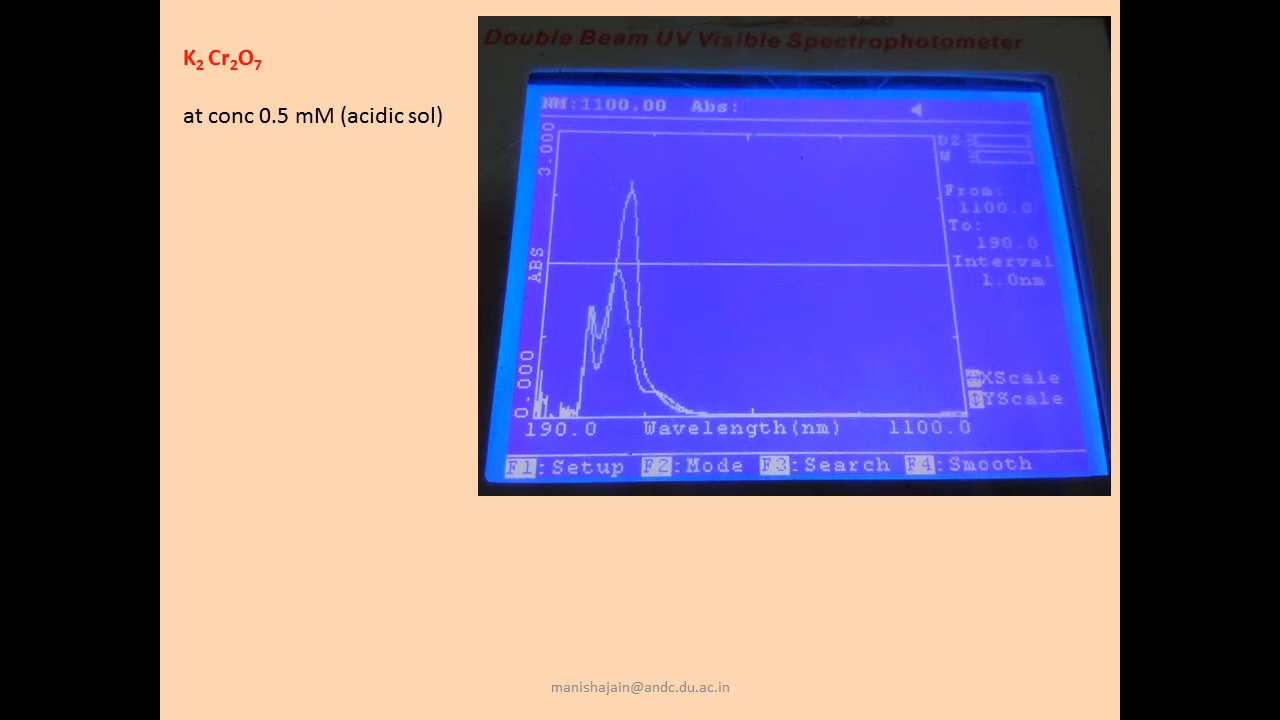 K2 Cr2O7
at conc 0.5 mM (acidic sol)
Double Beam UV Visible Spectrophotometer
NM:1100.00 Abs:
3.000
ABS
0.000
D2
W
From:
1100.0
To:
190.0
Interval
1.0nm
XScale
YScale
190.0 Wavelength(nm) 1100.0
F1:Setup F2:Mode F3:Search F4:Smooth
manishajain@andc.du.ac.in